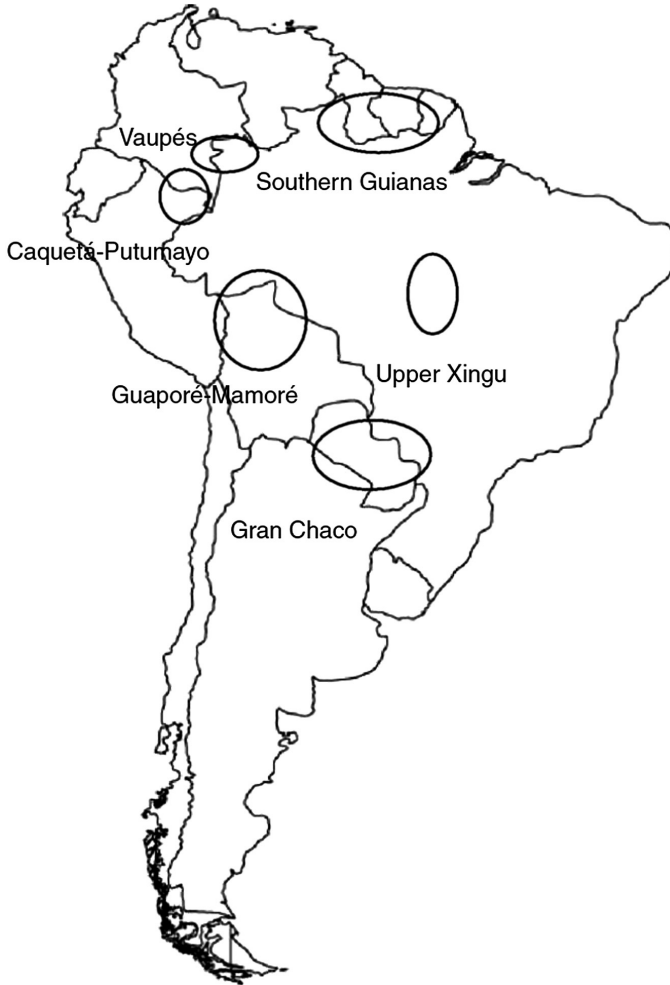 Vaupés
Southern Guianas
Caquetá-Putumayo
Upper Xingu
Guaporé-Mamoré
Gran Chaco